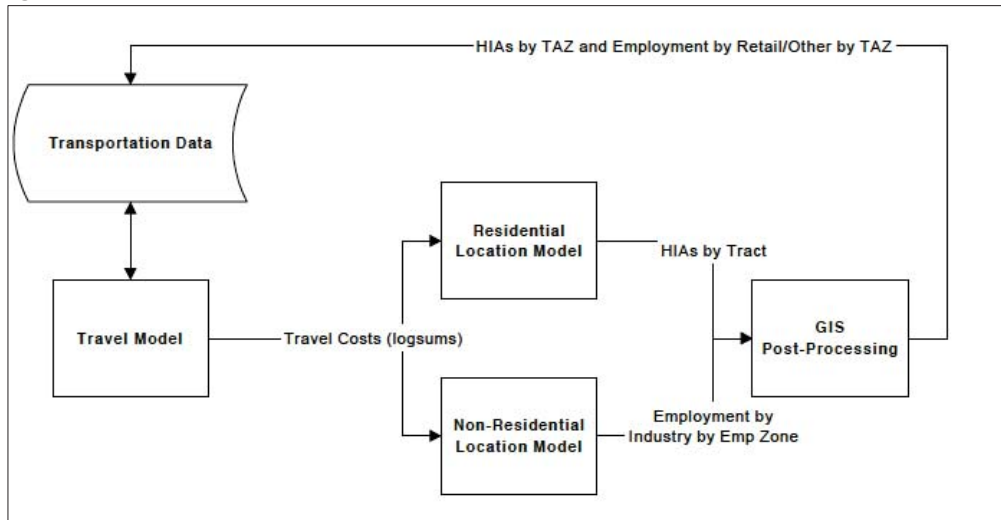 HIAs by TAZ and Employment by Retail/Other by TAZ
Transportation Data
Residential
Location Model
HIAs by Tract
Travel Model
Travel Costs (logsums)
GIS
Post-Processing
Non-Residential
Location Model
Employment by
Industry by Emp Zone